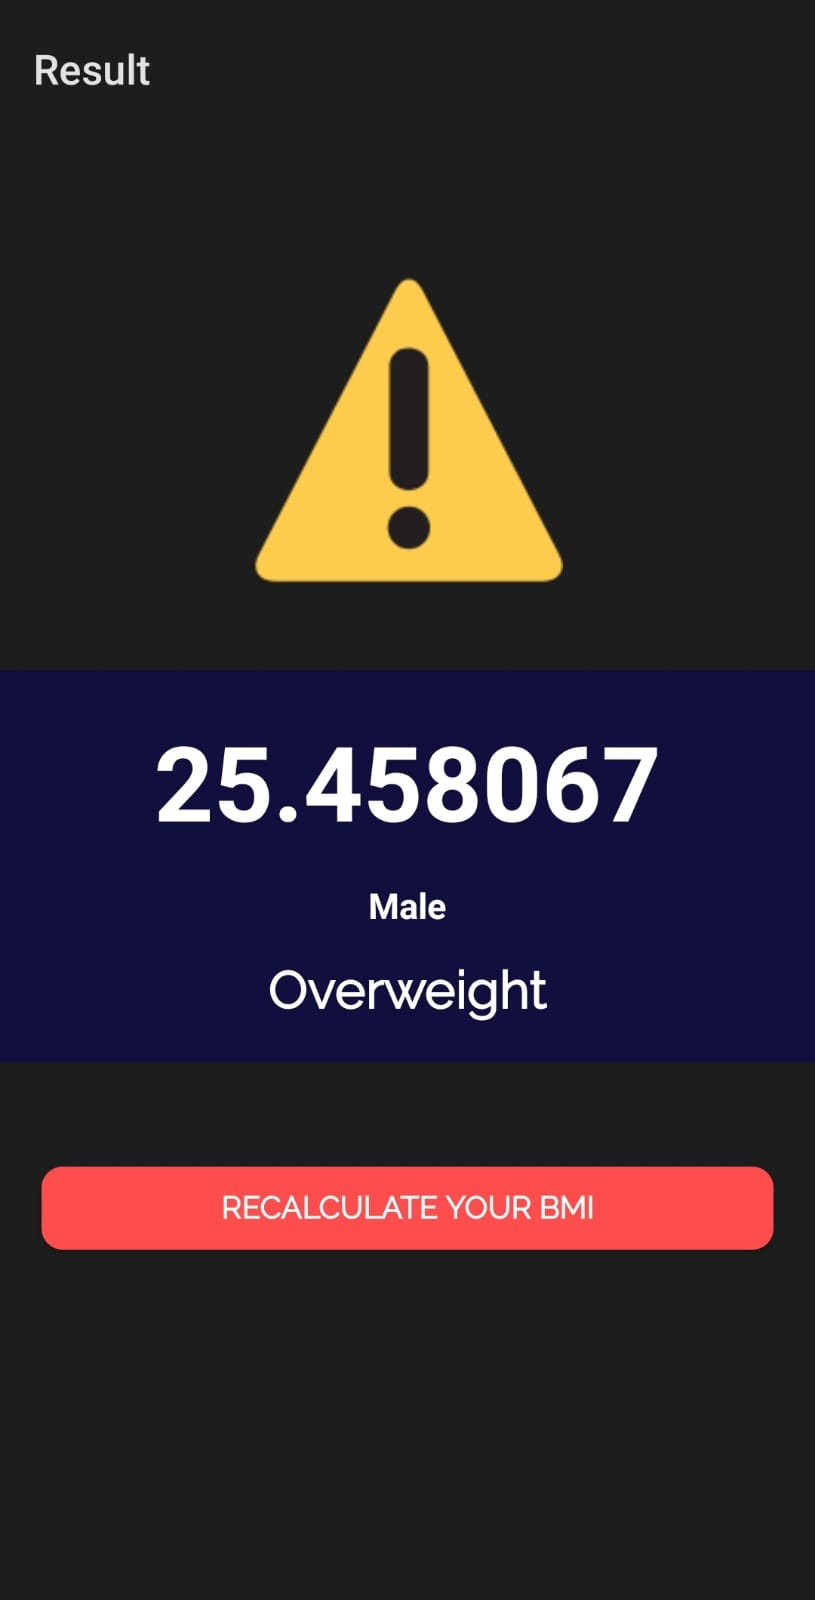 Result
25.458067
Male
Overweight
RECALCULATE YOUR BMI